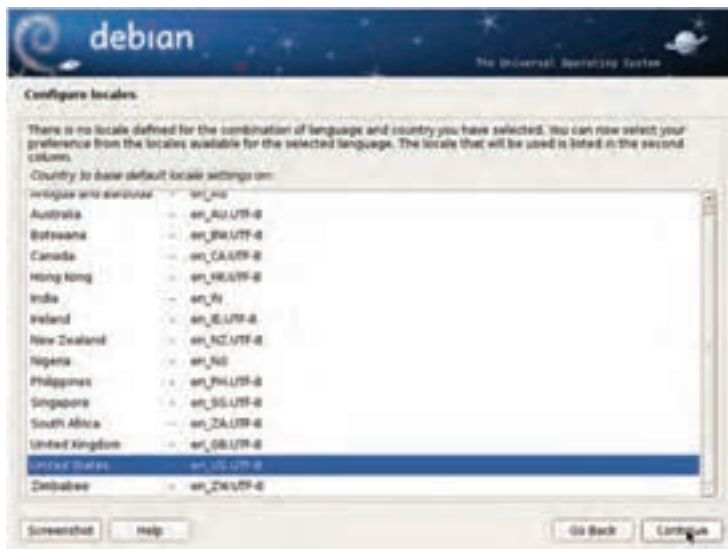 debian
The Universal Operating System
Configure locales
There is no locale defined for the combination of language and country you have selected. You can now select your
preference from the locales available for the selected language. The locale that will be used is listed in the second
column.
Country to base default locale settings on:
Antigua and Barbuda - en_AG
Australia - en_AU.UTF-8
Botswana - en_BW.UTF-8
Canada - en_CA.UTF-8
Hong Kong - en_HK.UTF-8
India - en_IN
Ireland - en_IE.UTF-8
New Zealand - en_NZ.UTF-8
Nigeria - en_NG
Philippines - en_PH.UTF-8
Singapore - en_SG.UTF-8
South Africa - en_ZA.UTF-8
United Kingdom - en_GB.UTF-8
United States - en_US.UTF-8
Zimbabwe - en_ZW.UTF-8
Screenshot Help Go Back Continue